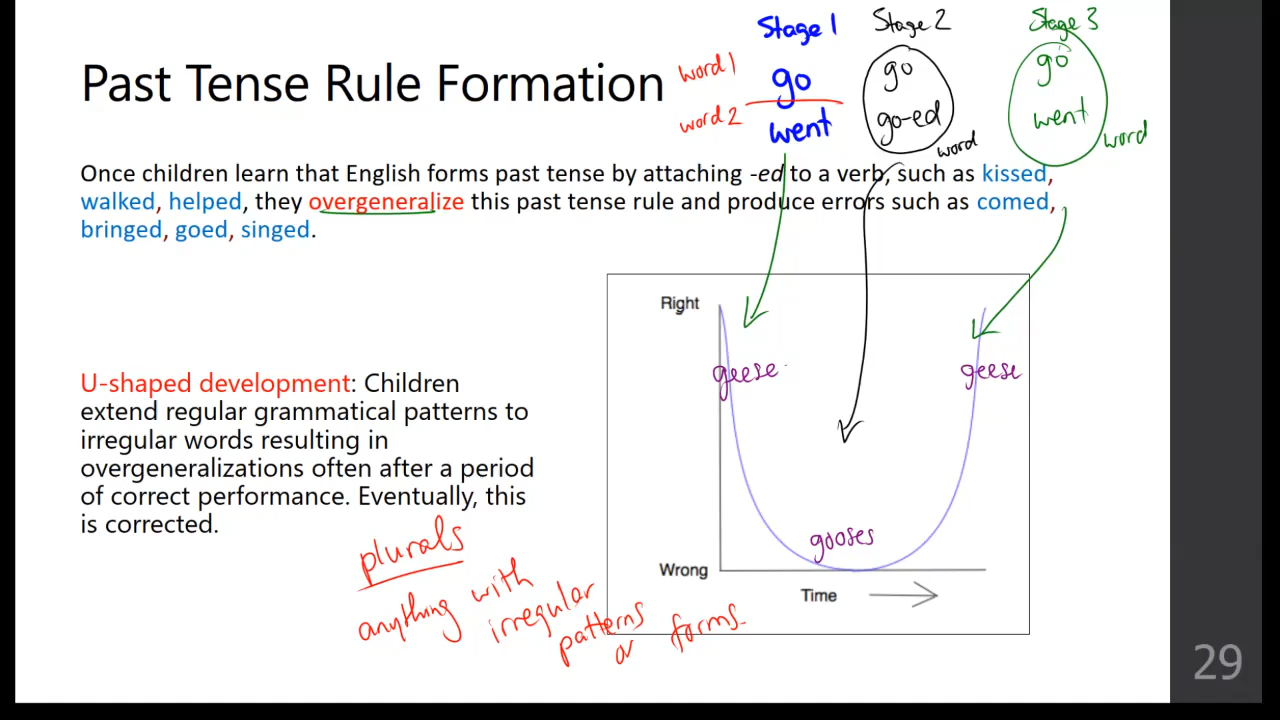 Stage 1 Stage 2 Stage 3
word 1 go go go
word 2 went go-ed went
word word
Past Tense Rule Formation
Once children learn that English forms past tense by attaching -ed to a verb, such as kissed,
walked, helped, they overgeneralize this past tense rule and produce errors such as comed,
bringed, goed, singed.
U-shaped development: Children
extend regular grammatical patterns to
irregular words resulting in
overgeneralizations often after a period
of correct performance. Eventually, this
is corrected.
plurals
anything with
irregular
patterns
or forms.
Right
geese geese
gooses
Wrong
Time
29